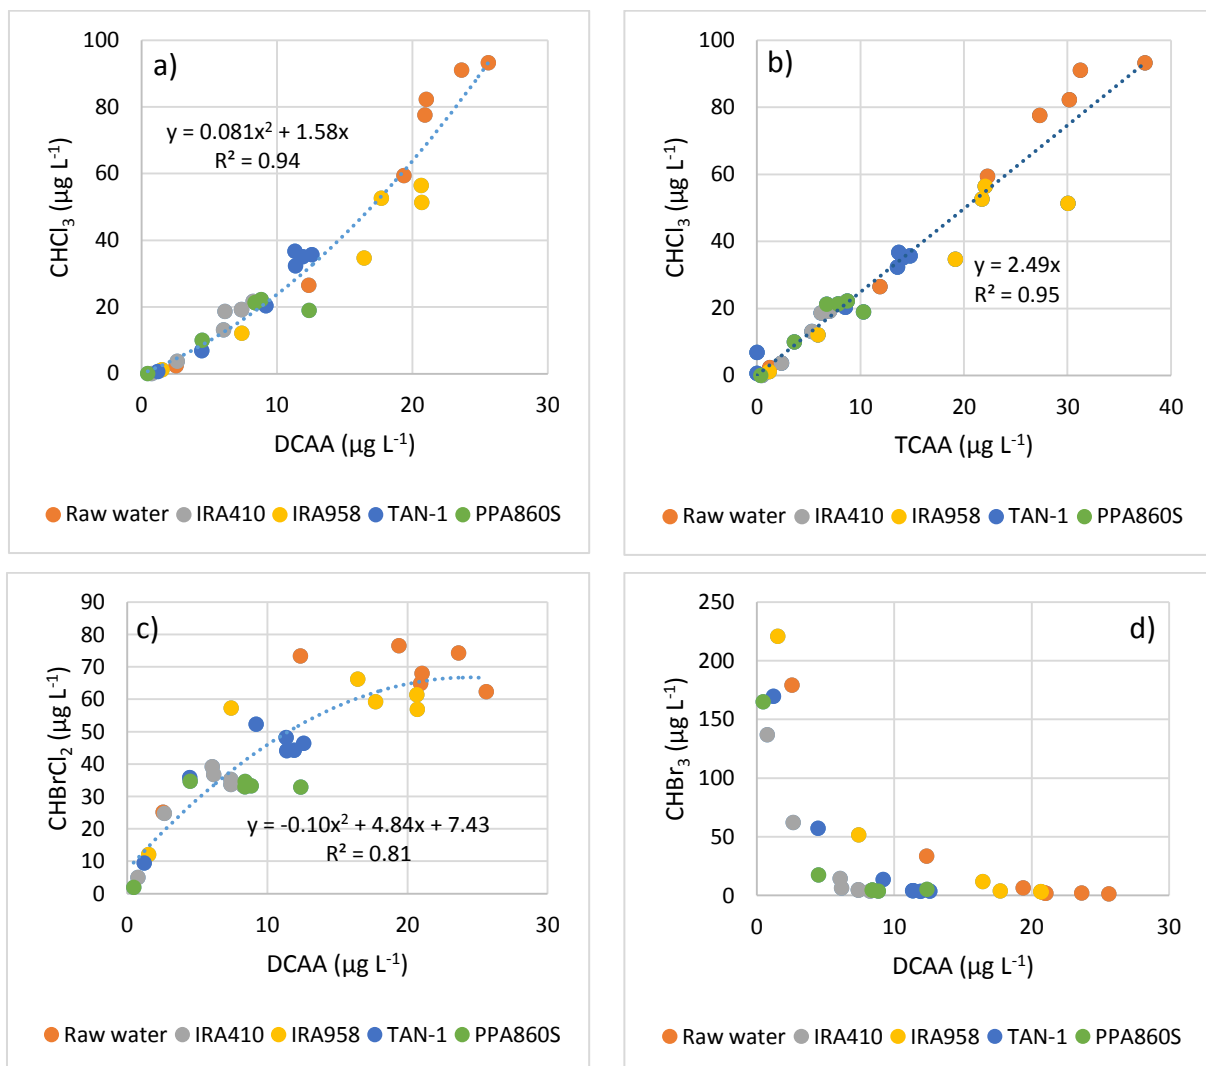 a)
100
80
60
40
20
0
CHCl₃ (µg L⁻¹)
y = 0.081x² + 1.58x
R² = 0.94
0 10 20 30
DCAA (µg L⁻¹)
Raw water IRA410 IRA958 TAN-1 PPA860S
b)
100
80
60
40
20
0
CHCl₃ (µg L⁻¹)
y = 2.49x
R² = 0.95
0 10 20 30 40
TCAA (µg L⁻¹)
Raw water IRA410 IRA958 TAN-1 PPA860S
c)
90
80
70
60
50
40
30
20
10
0
CHBrCl₂ (µg L⁻¹)
y = -0.10x² + 4.84x + 7.43
R² = 0.81
0 10 20 30
DCAA (µg L⁻¹)
Raw water IRA410 IRA958 TAN-1 PPA860S
d)
250
200
150
100
50
0
CHBr₃ (µg L⁻¹)
0 10 20 30
DCAA (µg L⁻¹)
Raw water IRA410 IRA958 TAN-1 PPA860S